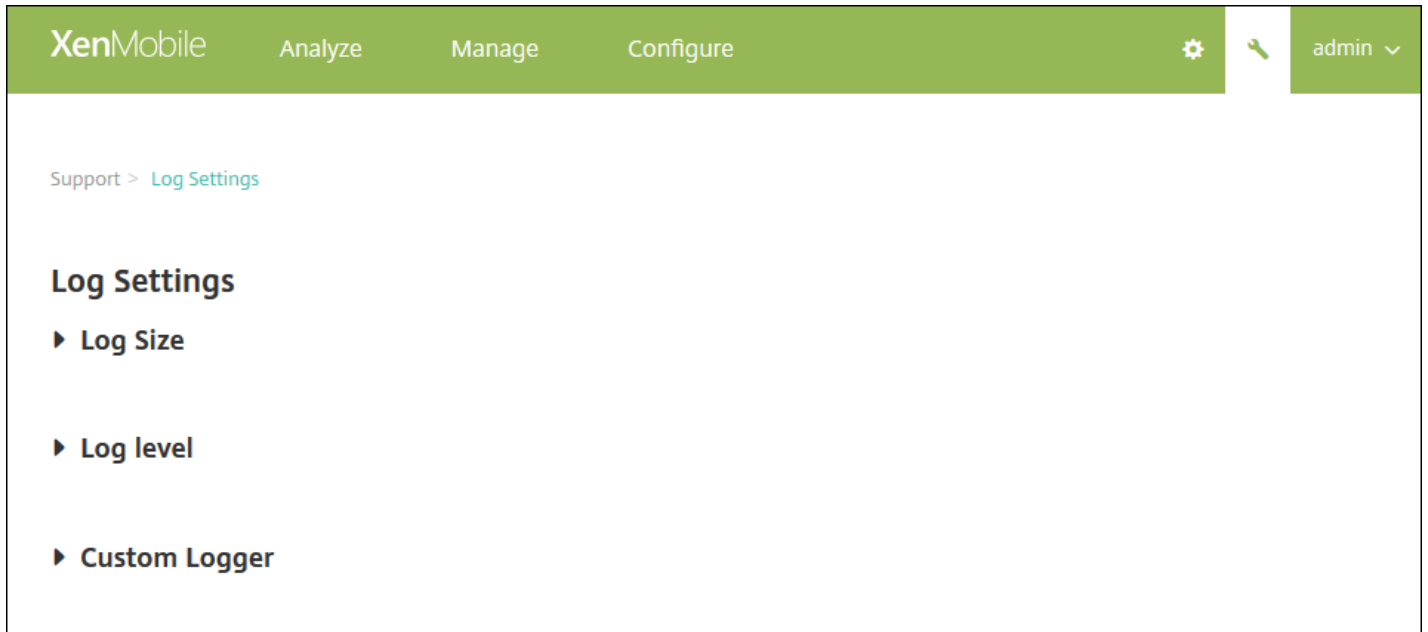 XenMobile Analyze Manage Configure admin
Support > Log Settings
Log Settings
Log Size
Log level
Custom Logger